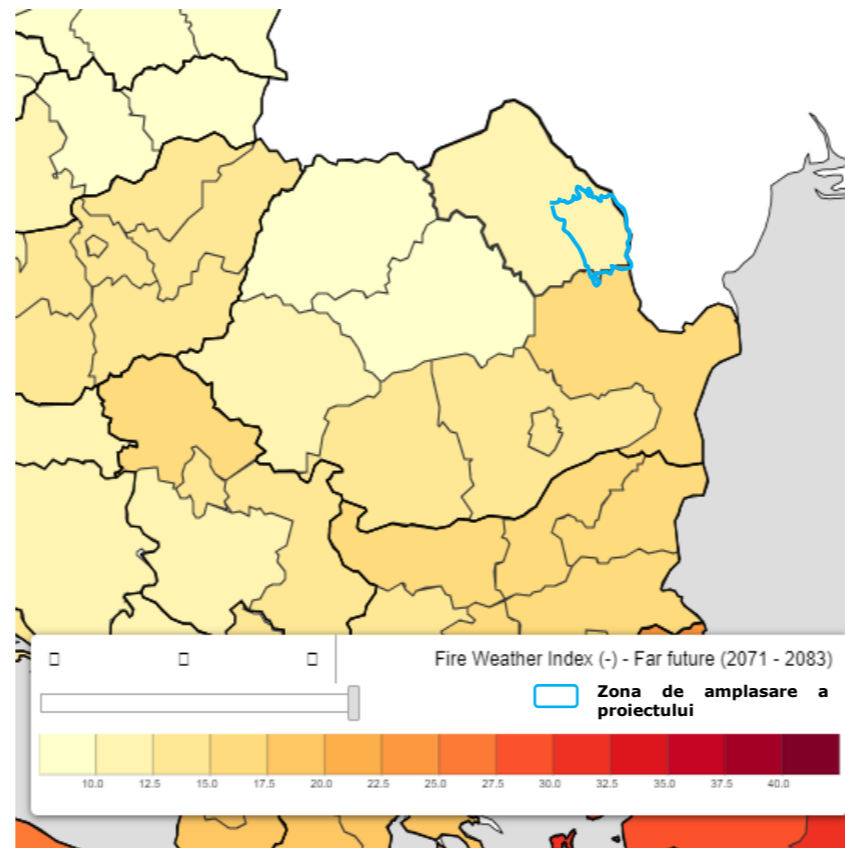 Fire Weather Index (-) - Far future (2071 - 2083)
Zona de amplasare a
proiectului
10.0 12.5 15.0 17.5 20.0 22.5 25.0 27.5 30.0 32.5 35.0 37.5 40.0